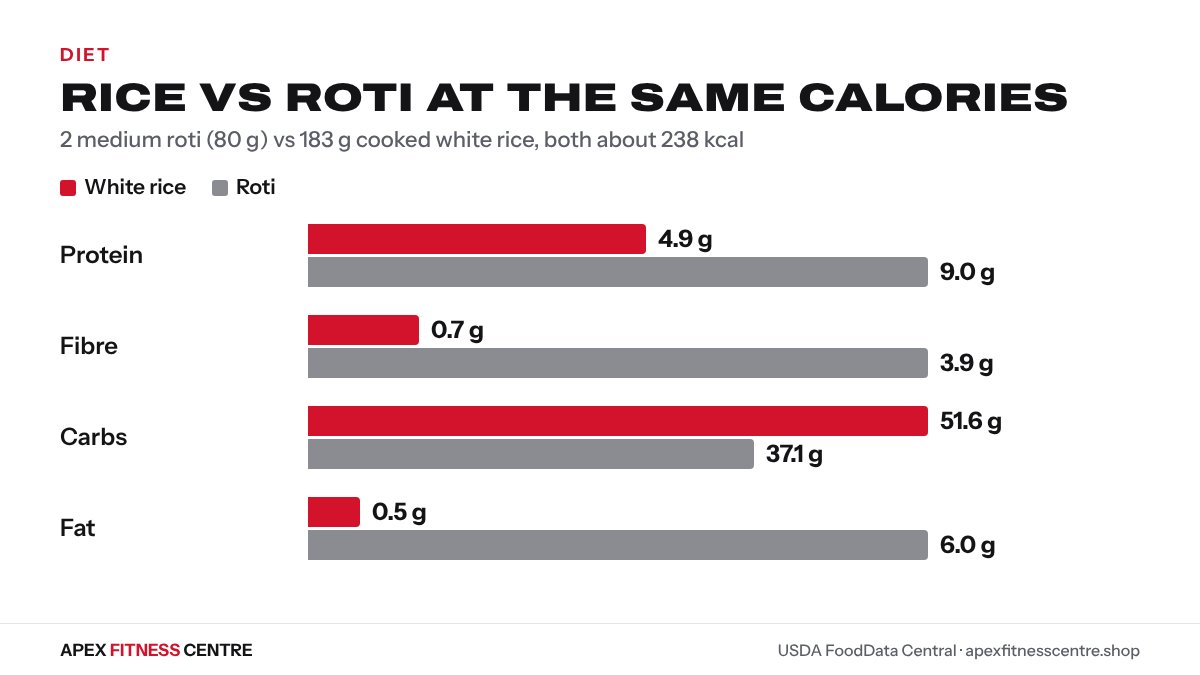 DIET
RICE VS ROTI AT THE SAME CALORIES
2 medium roti (80 g) vs 183 g cooked white rice, both about 238 kcal
White rice Roti
Protein
4.9 g
9.0 g
Fibre
0.7 g
3.9 g
Carbs
51.6 g
37.1 g
Fat
0.5 g
6.0 g
APEX FITNESS CENTRE
USDA FoodData Central · apexfitnesscentre.shop